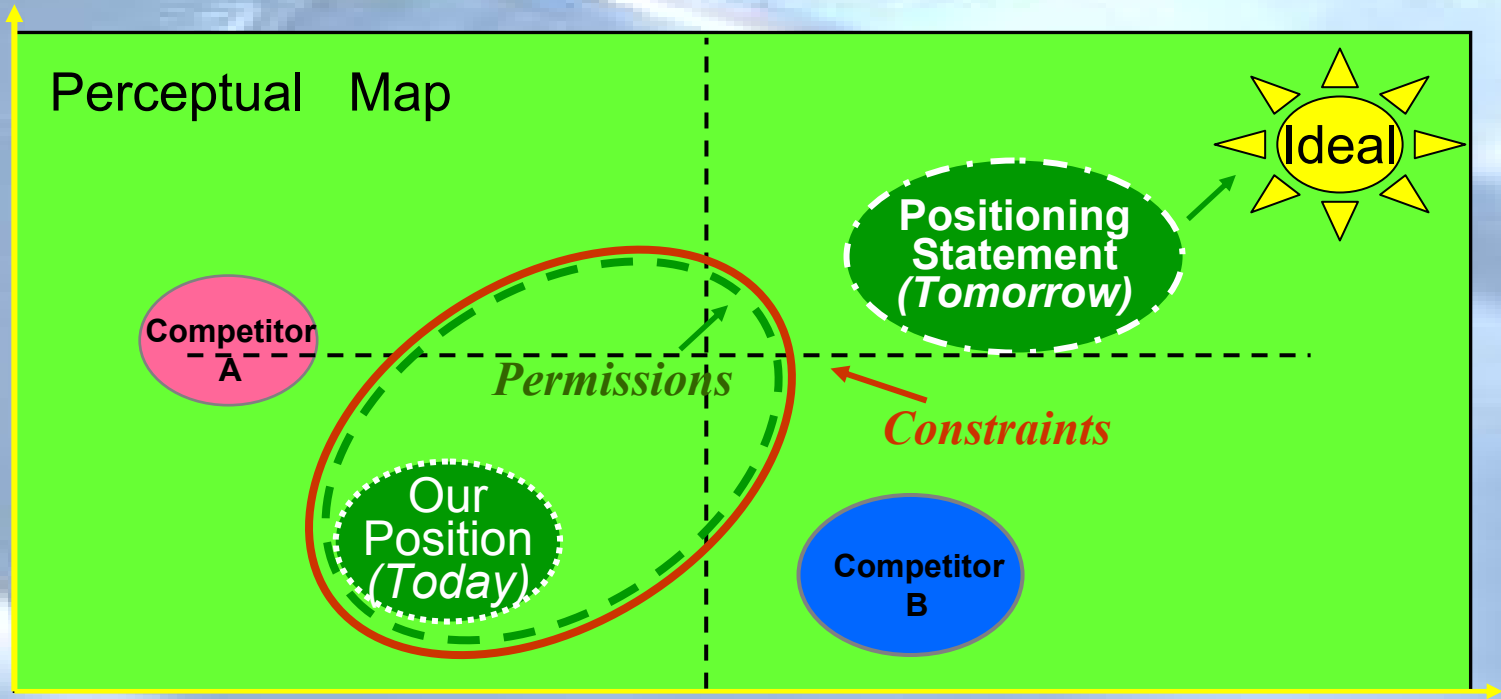 Perceptual Map
Ideal
Positioning
Statement
(Tomorrow)
Competitor
A
Permissions
Constraints
Our
Position
(Today)
Competitor
B